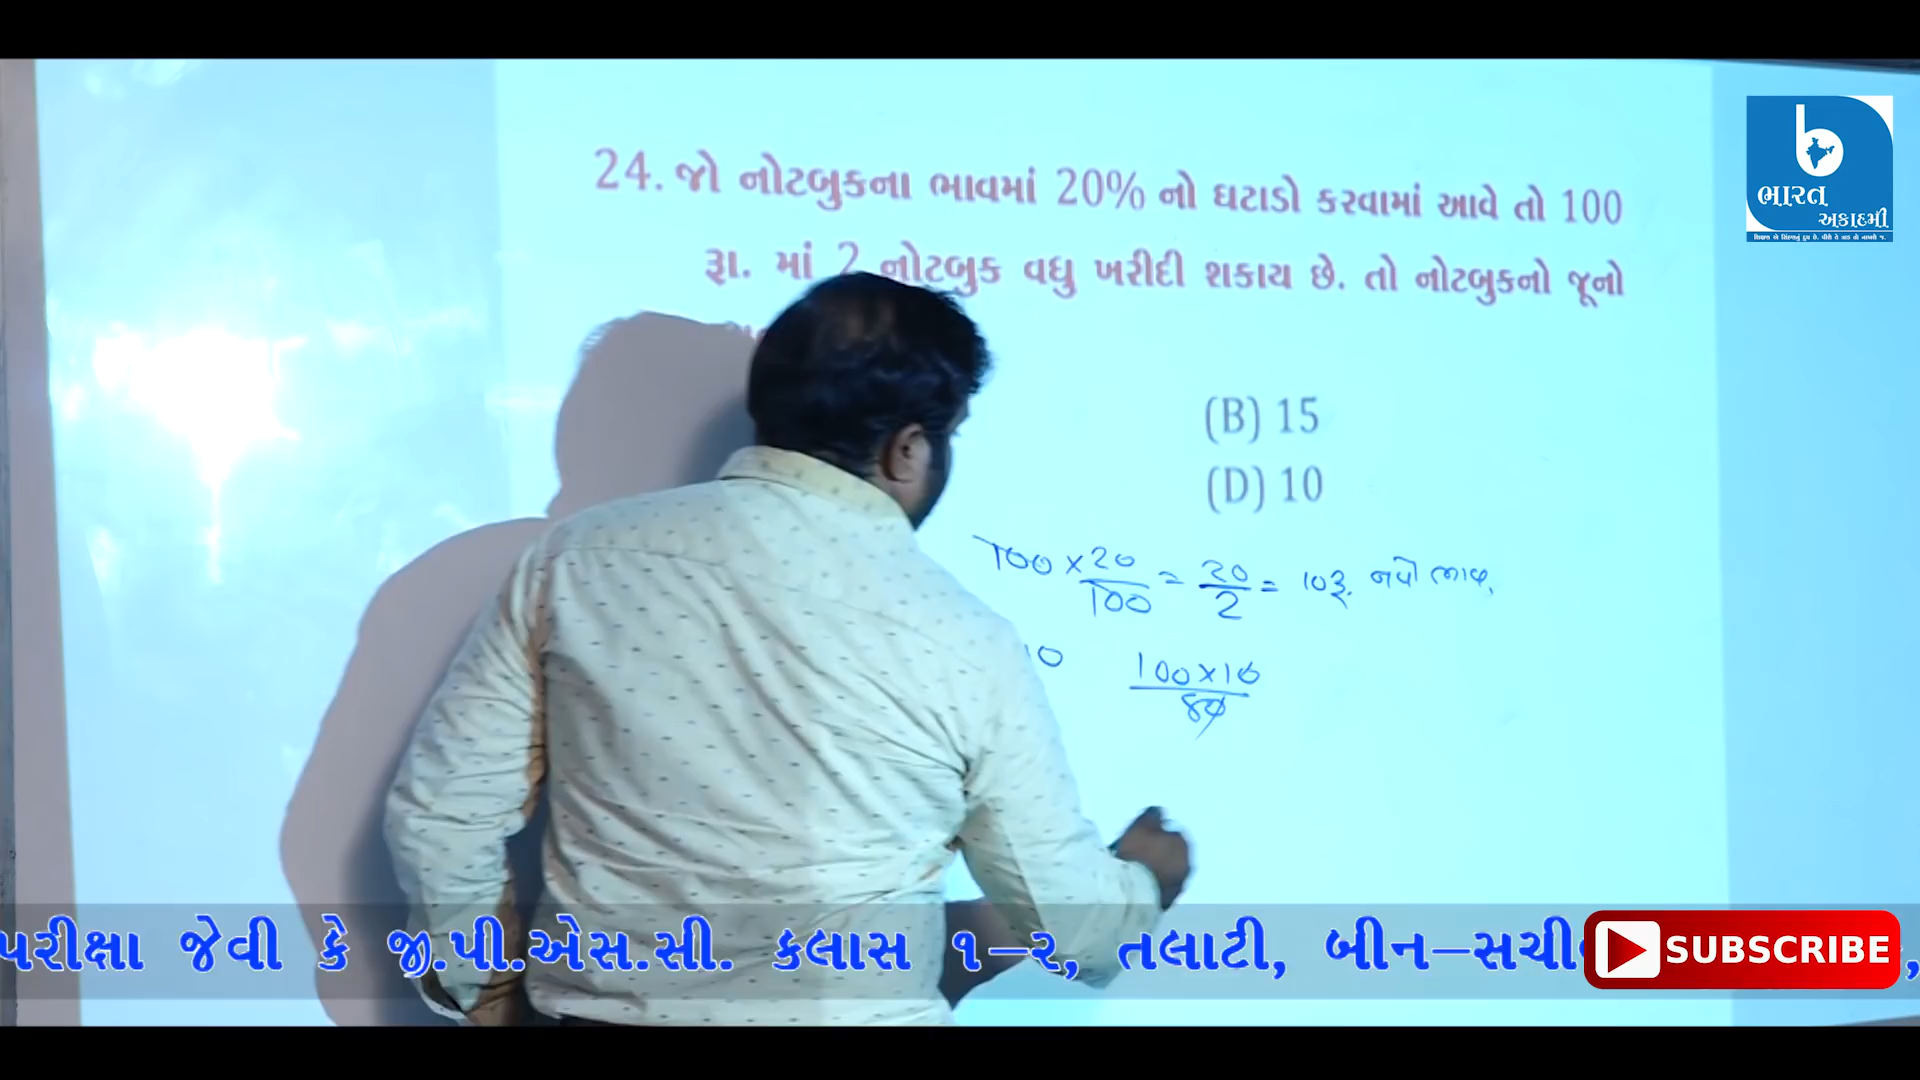 24. જો નોટબુકના ભાવમાં 20% નો ઘટાડો કરવામાં આવે તો 100
રૂા. માં 2 નોટબુક વધુ ખરીદી શકાય છે. તો નોટબુકનો જૂનો
(B) 15
(D) 10
100 × 20/100 = 20/2 = 10રૂ. નવો ભાવ.
10
100×10
80
ભારત
અકાદમી
પરીક્ષા જેવી કે જી.પી.એસ.સી. કલાસ ૧–૨, તલાટી, બીન–સચી
SUBSCRIBE